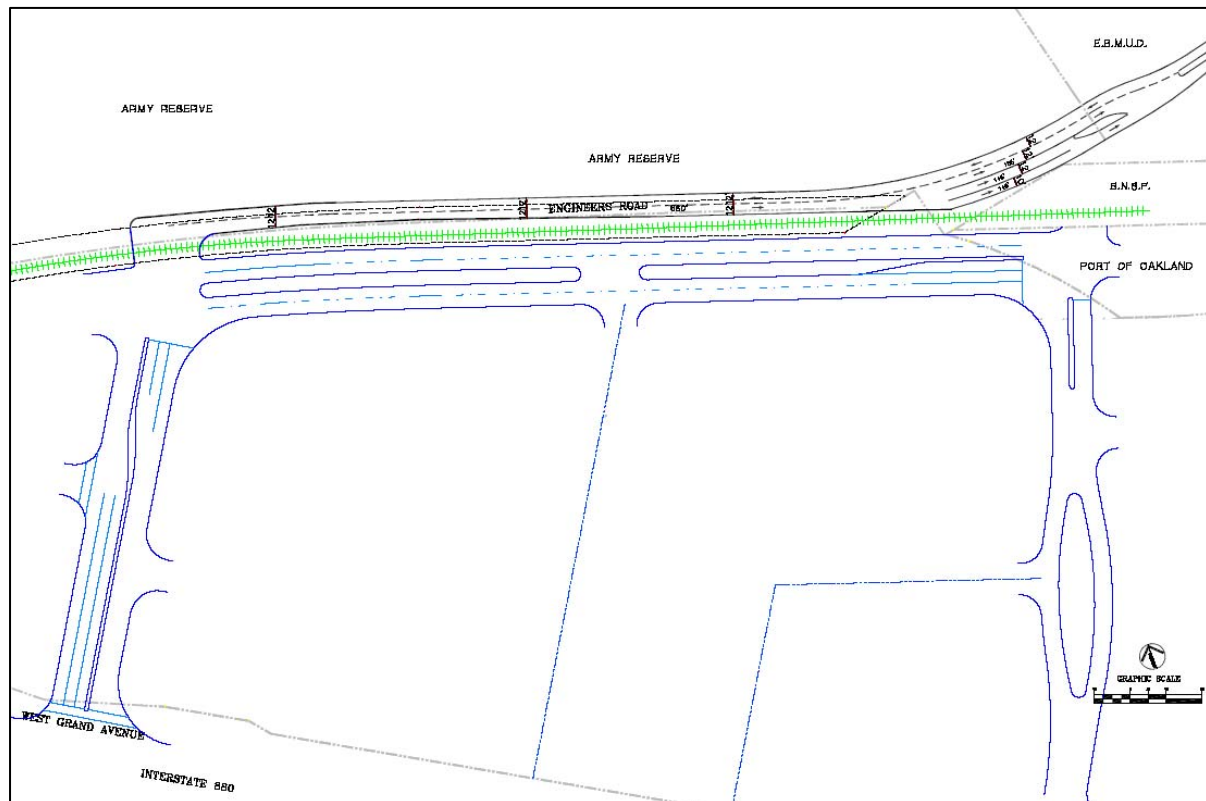 E.B.M.U.D.
ARMY RESERVE
ARMY RESERVE
B.N.S.F.
ENGINEERS ROAD
PORT OF OAKLAND
GRAPHIC SCALE
WEST GRAND AVENUE
INTERSTATE 880